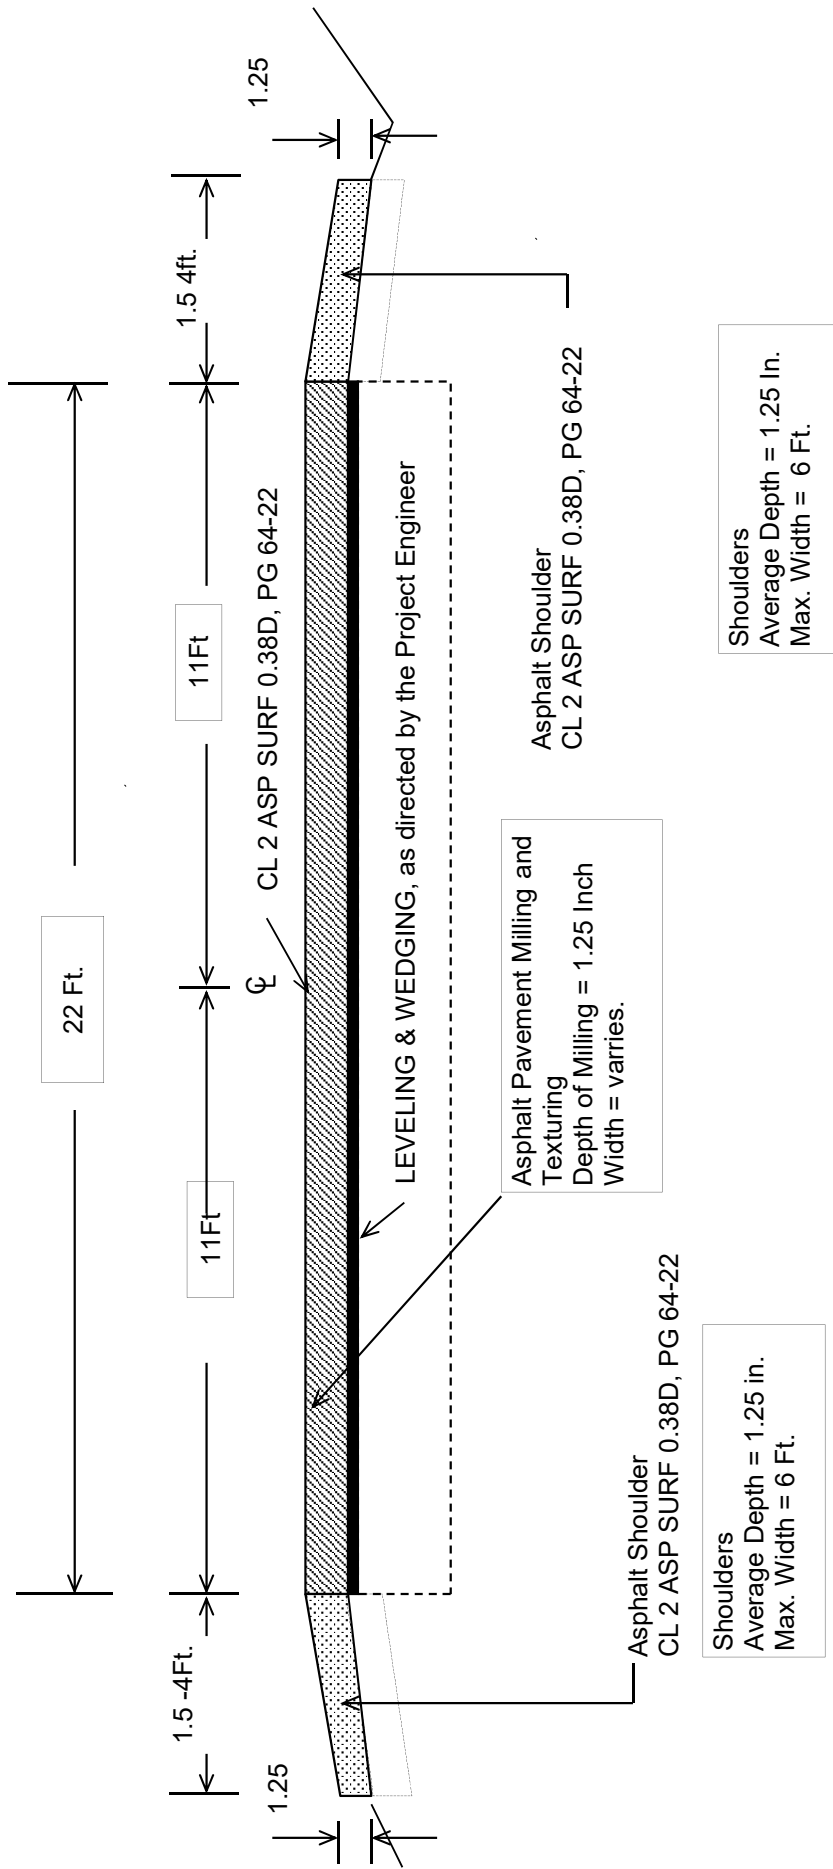 22 Ft.
1.5 -4Ft.
11Ft
11Ft
1.5 4ft.
1.25
℄
CL 2 ASP SURF 0.38D, PG 64-22
1.25
LEVELING & WEDGING, as directed by the Project Engineer
Asphalt Pavement Milling and
Texturing
Depth of Milling = 1.25 Inch
Width = varries.
Asphalt Shoulder
CL 2 ASP SURF 0.38D, PG 64-22
Asphalt Shoulder
CL 2 ASP SURF 0.38D, PG 64-22
Shoulders
Average Depth = 1.25 in.
Max. Width = 6 Ft.
Shoulders
Average Depth = 1.25 In.
Max. Width =  6 Ft.